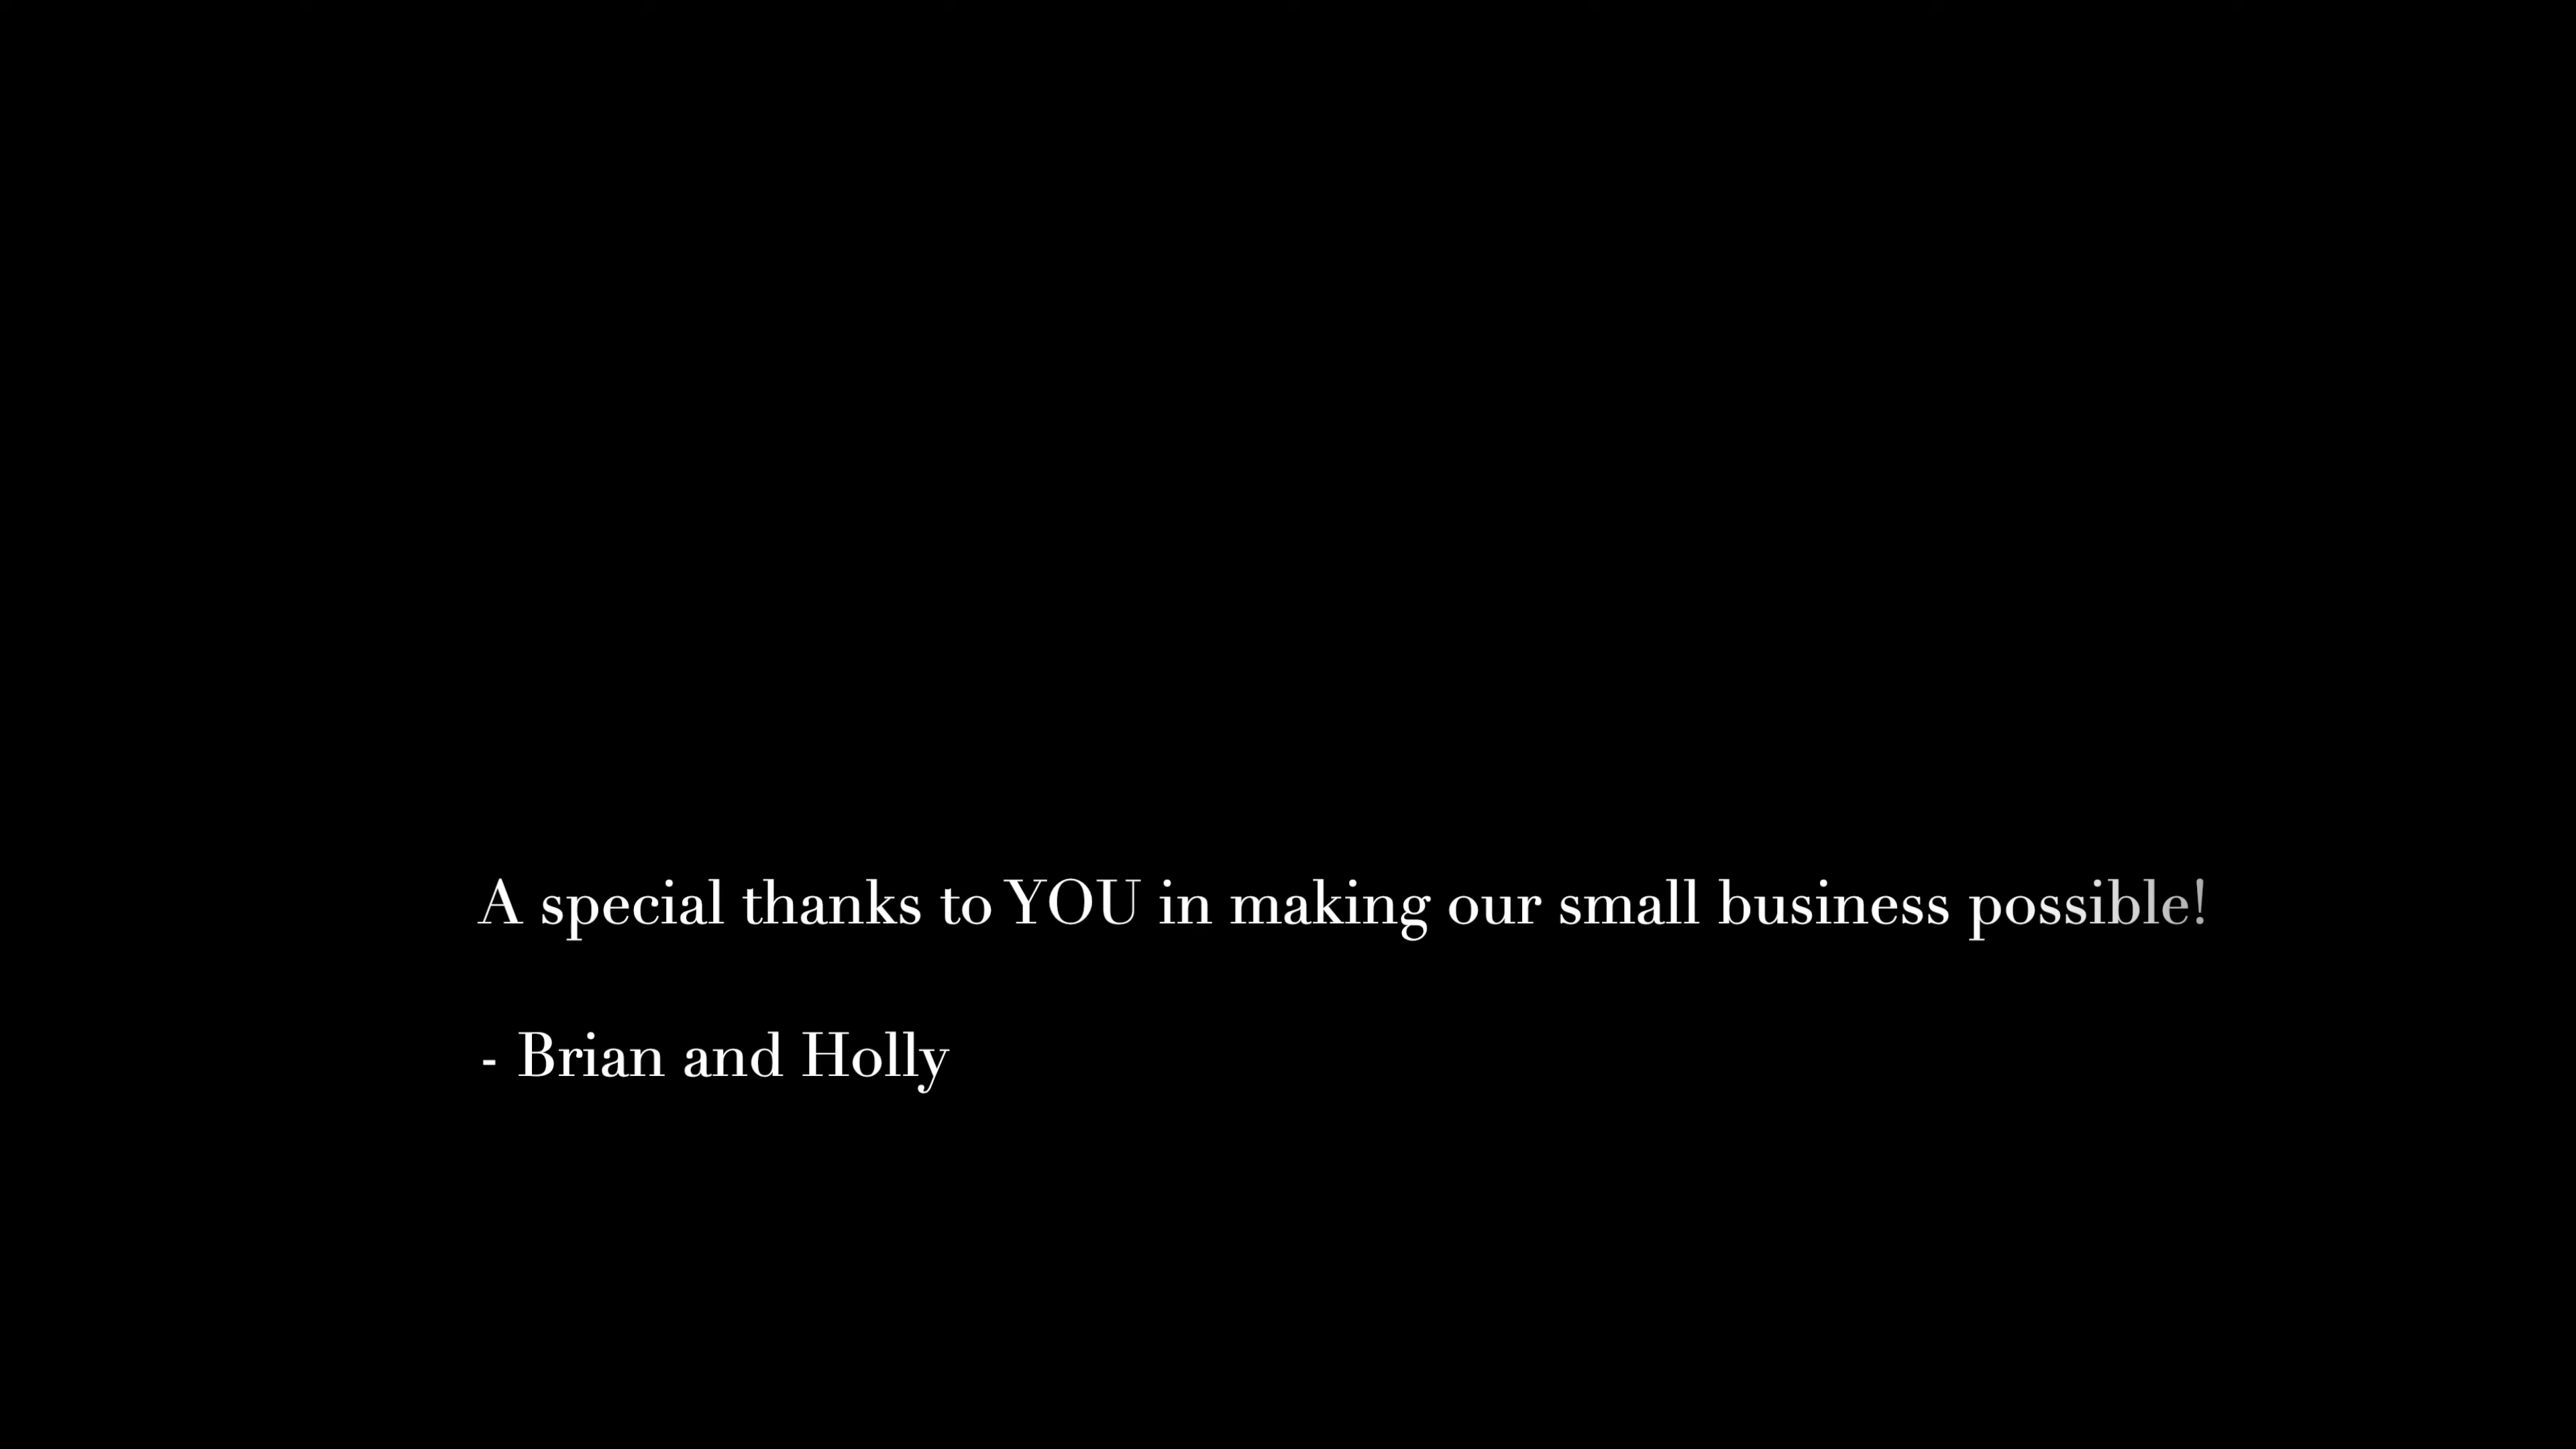 A special thanks to YOU in making our small business possible!
- Brian and Holly